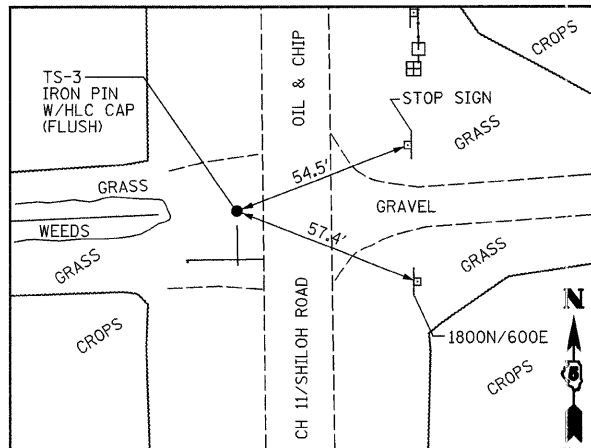 CROPS
OIL & CHIP
TS-3
IRON PIN
W/HLC CAP
(FLUSH)
STOP SIGN
GRASS
54.5'
GRASS
GRAVEL
WEEDS
57.4'
GRASS
GRASS
CROPS
CH 11/SHILOH ROAD
1800N/600E
N
CROPS